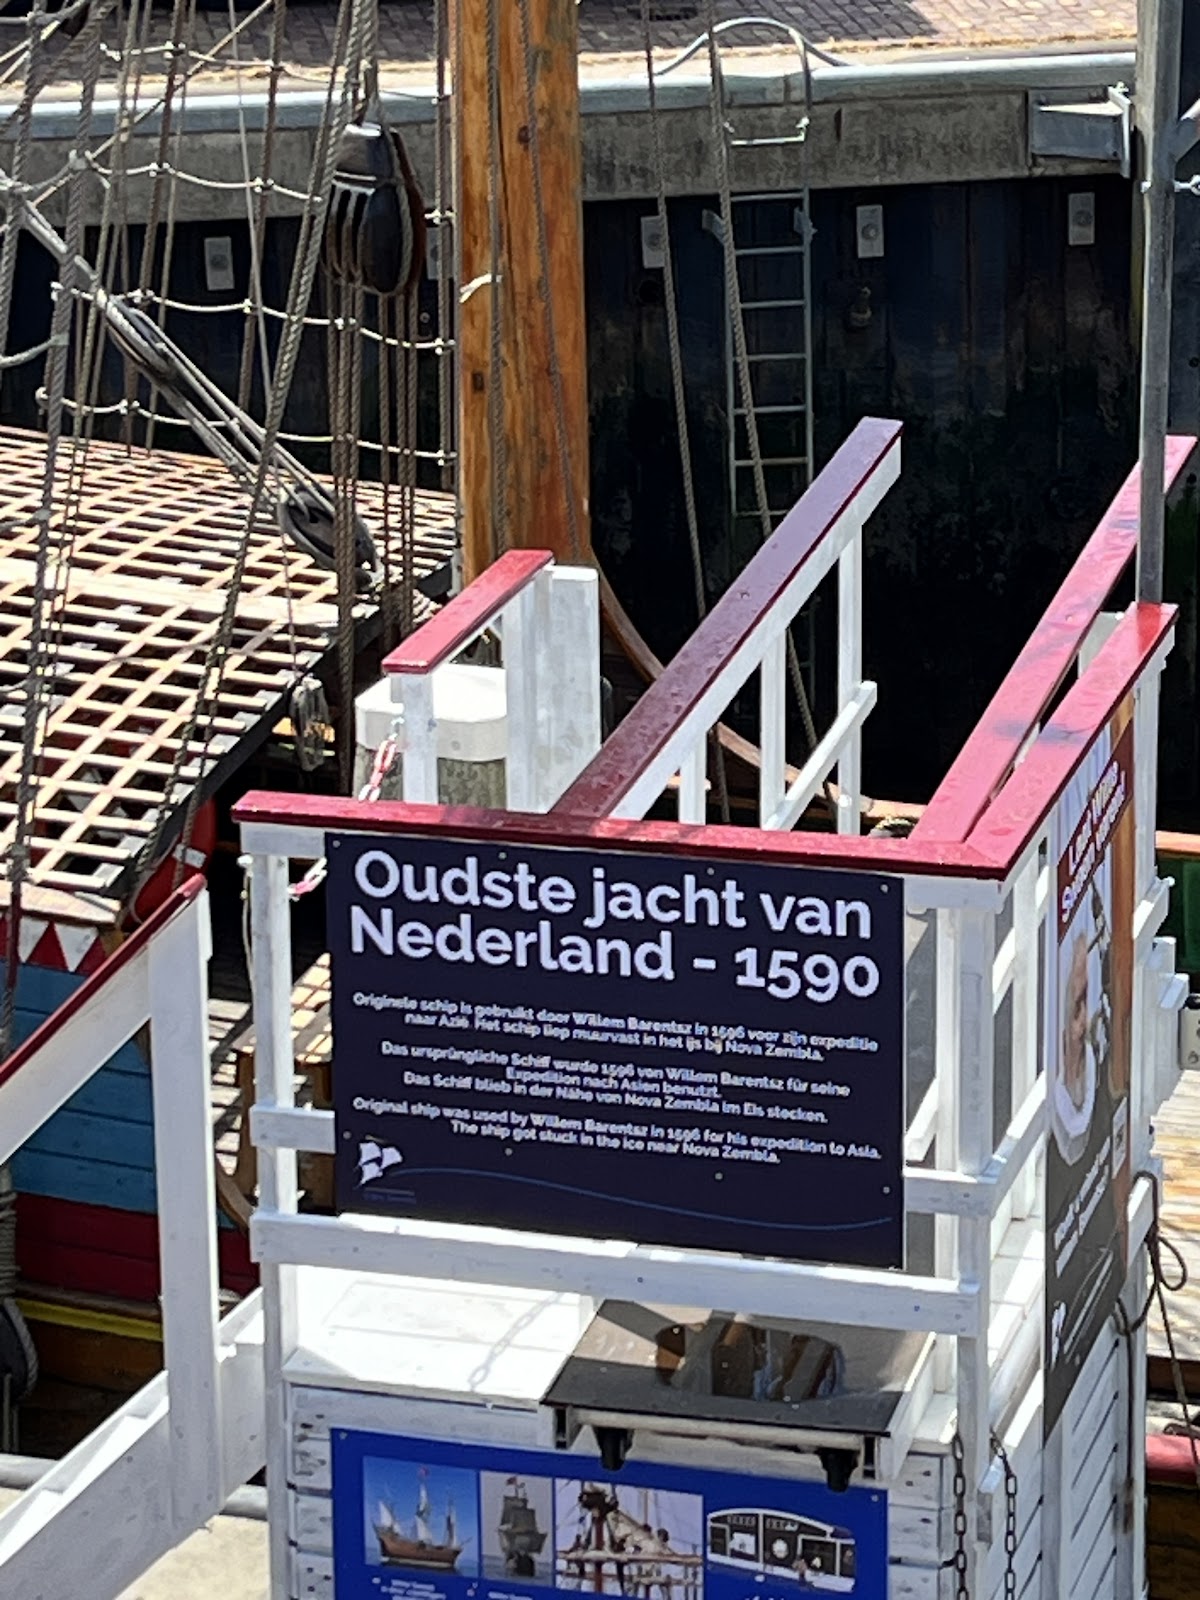 Oudste jacht van
Nederland - 1590
Originele schip is gebruikt door Willem Barentsz in 1596 voor zijn expeditie
naar Azië. Het schip liep muurvast in het ijs bij Nova Zembla.
Das ursprüngliche Schiff wurde 1596 von Willem Barentsz für seine
Expedition nach Asien benutzt.
Das Schiff blieb in der Nähe von Nova Zembla im Eis stecken.
Original ship was used by Willem Barentsz in 1596 for his expedition to Asia.
The ship got stuck in the ice near Nova Zembla.